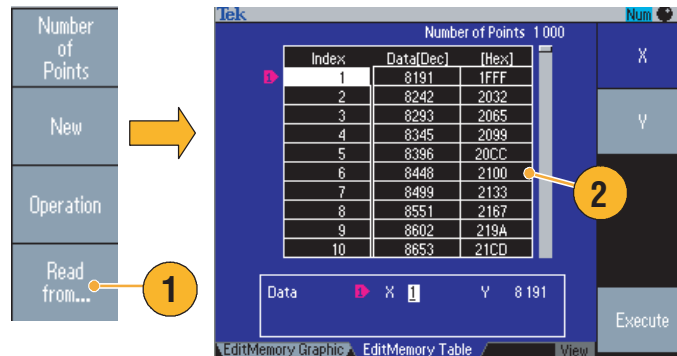 Number
of
Points
New
Operation
Read
from...
1
Tek
Num
Number of Points 1000
Index Data[Dec] [Hex]
1 1 8191 1FFF
2 8242 2032
3 8293 2065
4 8345 2099
5 8396 20CC
6 8448 2100
7 8499 2133
8 8551 2167
9 8602 219A
10 8653 21CD
2
Data 1 X 1 Y 8191
X
Y
Execute
EditMemory Graphic EditMemory Table View